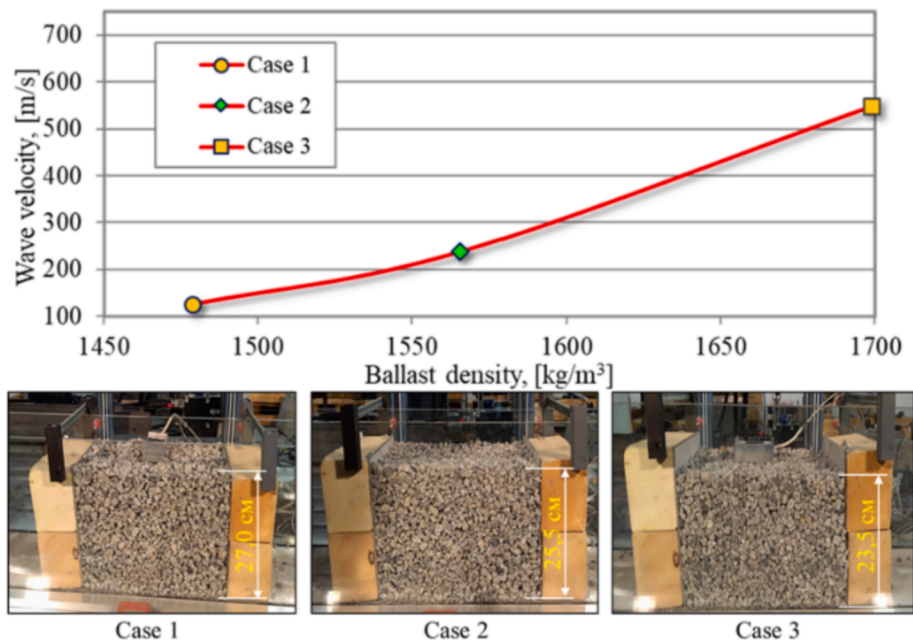 Wave velocity, [m/s]
700
600
500
400
300
200
100
Case 1
Case 2
Case 3
1450 1500 1550 1600 1650 1700
Ballast density, [kg/m³]
27,0 см
25,5 см
23,5 см
Case 1 Case 2 Case 3